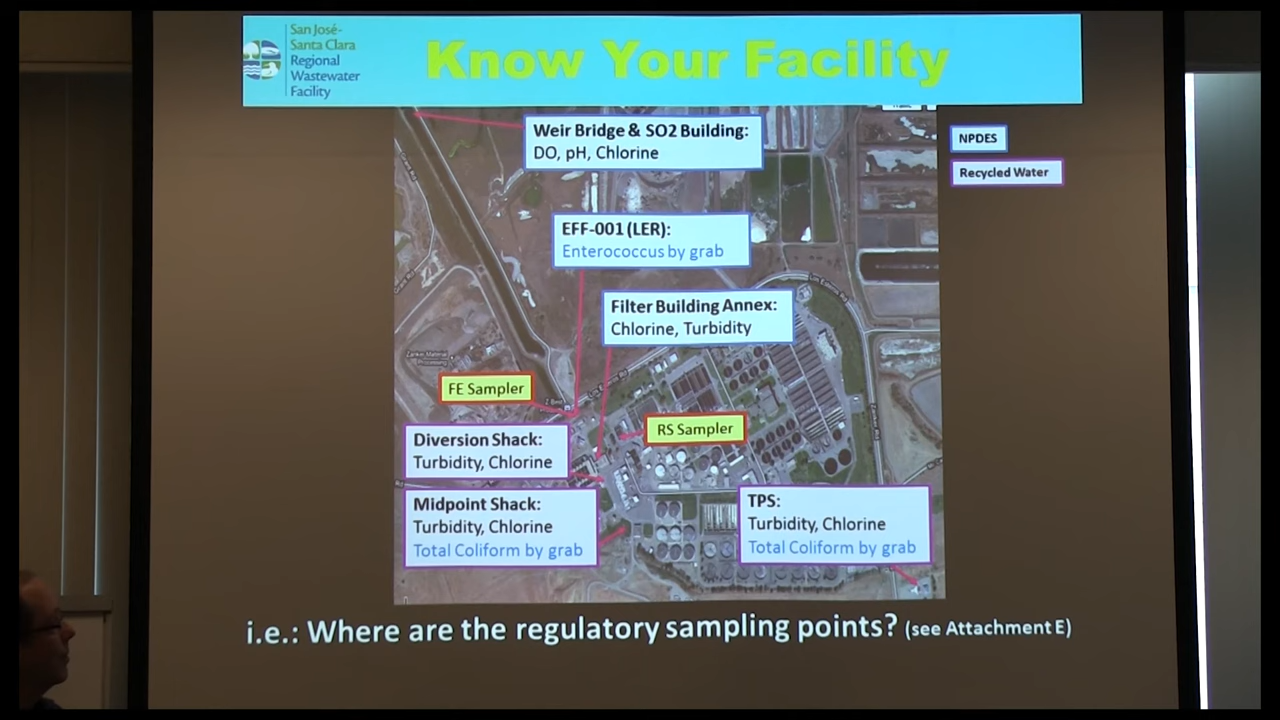 San José-
Santa Clara
Regional
Wastewater
Facility
Know Your Facility
Weir Bridge & SO2 Building:
DO, pH, Chlorine
NPDES
Recycled Water
EFF-001 (LER):
Enterococcus by grab
Filter Building Annex:
Chlorine, Turbidity
Zanker Material
Processing
FE Sampler
RS Sampler
Diversion Shack:
Turbidity, Chlorine
Midpoint Shack:
Turbidity, Chlorine
Total Coliform by grab
TPS:
Turbidity, Chlorine
Total Coliform by grab
i.e.: Where are the regulatory sampling points? (see Attachment E)